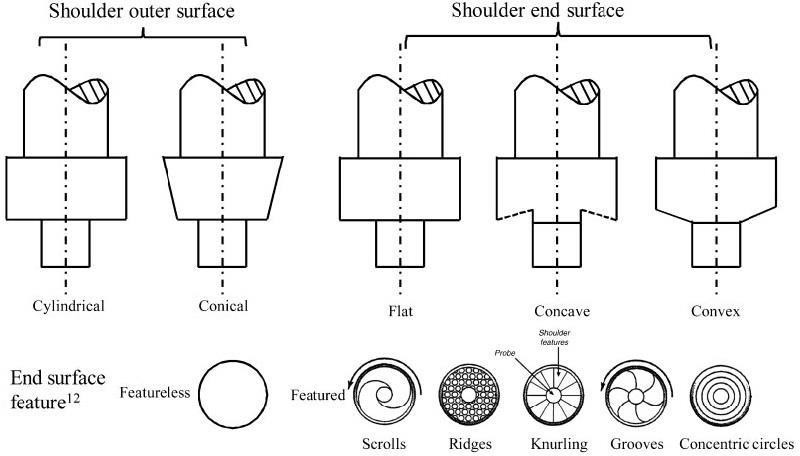 Shoulder outer surface
Shoulder end surface
Cylindrical
Conical
Flat
Concave
Convex
End surface
feature12
Featureless
Featured
Probe
Shoulder
features
Scrolls
Ridges
Knurling
Grooves
Concentric circles